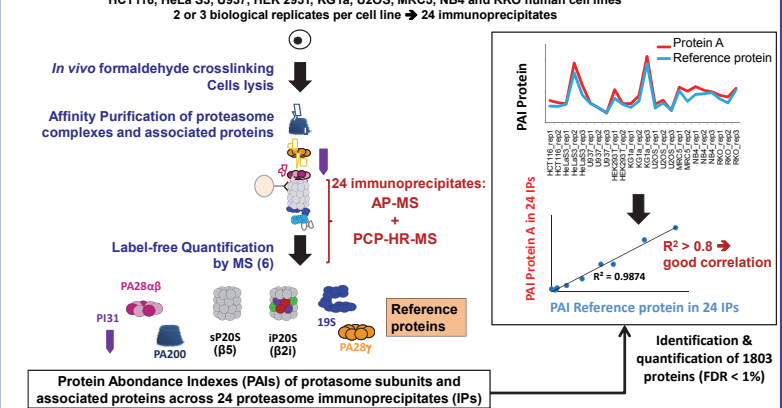 HCT116, HeLa S3, U937, HEK 293T, KG1a, U2OS, MRC5, NB4 and RKO human cell lines
2 or 3 biological replicates per cell line ➔ 24 immunoprecipitates
In vivo formaldehyde crosslinking
Cells lysis
Affinity Purification of proteasome
complexes and associated proteins
24 immunoprecipitates:
AP-MS
+
PCP-HR-MS
Label-free Quantification
by MS (6)
PA28αβ
PI31
PA200
sP20S
(β5)
iP20S
(β2i)
19S
PA28γ
Reference
proteins
Protein Abundance Indexes (PAIs) of protasome subunits and
associated proteins across 24 proteasome immunoprecipitates (IPs)
Protein A
Reference protein
PAI Protein
HCT116_rep1
HCT116_rep2
HeLaS3_rep1
HeLaS3_rep2
HeLaS3_rep3
U937_rep1
U937_rep2
U937_rep3
HEK293T_rep1
HEK293T_rep2
KG1a_rep1
KG1a_rep2
KG1a_rep3
U2OS_rep1
U2OS_rep2
U2OS_rep3
MRC5_rep1
MRC5_rep2
NB4_rep1
NB4_rep2
NB4_rep3
RKO_rep1
RKO_rep2
RKO_rep3
PAI Protein A in 24 IPs
R² > 0.8 ➔
good correlation
R² = 0.9874
PAI Reference protein in 24 IPs
Identification &
quantification of 1803
proteins (FDR < 1%)